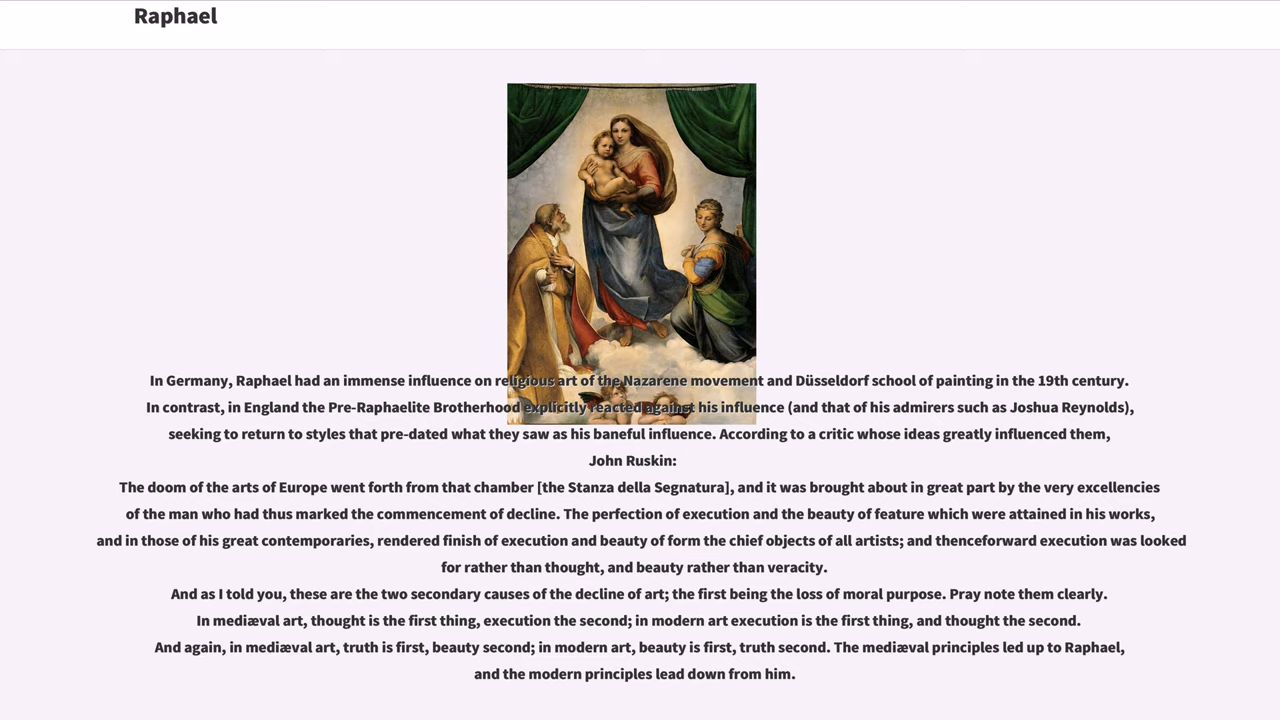 Raphael
In Germany, Raphael had an immense influence on religious art of the Nazarene movement and Düsseldorf school of painting in the 19th century.
In contrast, in England the Pre-Raphaelite Brotherhood explicitly reacted against his influence (and that of his admirers such as Joshua Reynolds),
seeking to return to styles that pre-dated what they saw as his baneful influence. According to a critic whose ideas greatly influenced them,
John Ruskin:
The doom of the arts of Europe went forth from that chamber [the Stanza della Segnatura], and it was brought about in great part by the very excellencies
of the man who had thus marked the commencement of decline. The perfection of execution and the beauty of feature which were attained in his works,
and in those of his great contemporaries, rendered finish of execution and beauty of form the chief objects of all artists; and thenceforward execution was looked
for rather than thought, and beauty rather than veracity.
And as I told you, these are the two secondary causes of the decline of art; the first being the loss of moral purpose. Pray note them clearly.
In mediæval art, thought is the first thing, execution the second; in modern art execution is the first thing, and thought the second.
And again, in mediæval art, truth is first, beauty second; in modern art, beauty is first, truth second. The mediæval principles led up to Raphael,
and the modern principles lead down from him.